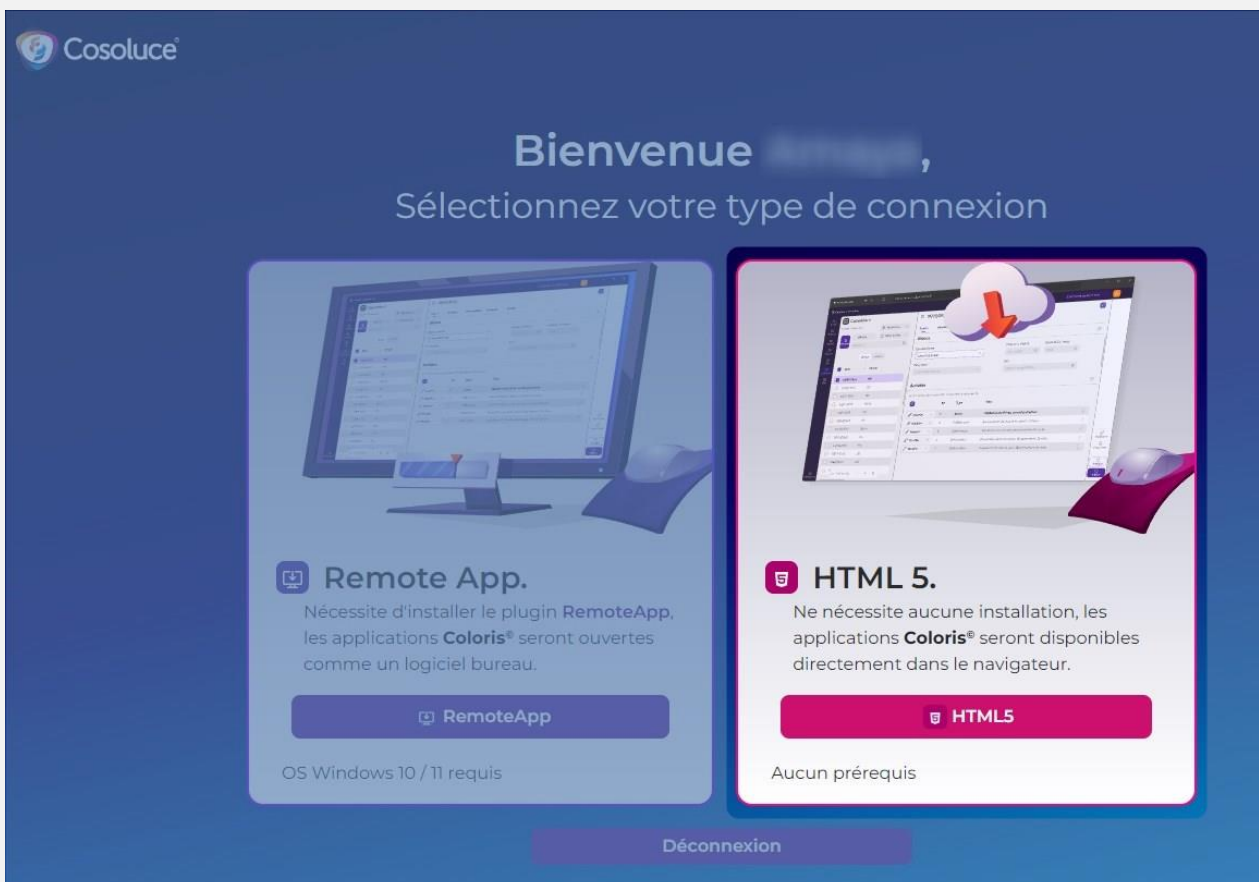 Cosoluce®
Bienvenue ,
Sélectionnez votre type de connexion
Remote App.
Nécessite d'installer le plugin RemoteApp,
les applications Coloris® seront ouvertes
comme un logiciel bureau.
RemoteApp
OS Windows 10 / 11 requis
HTML 5.
Ne nécessite aucune installation, les
applications Coloris® seront disponibles
directement dans le navigateur.
HTML5
Aucun prérequis
Déconnexion